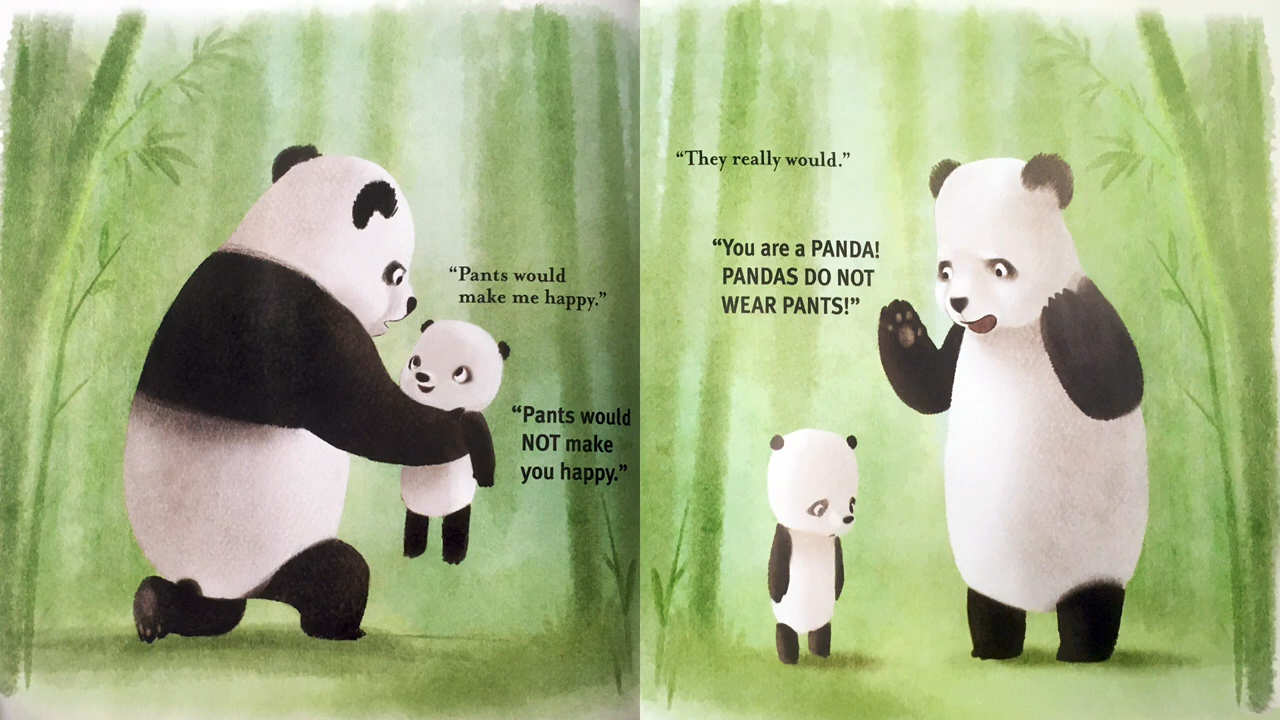 “Pants would
make me happy.”
“Pants would
NOT make
you happy.”
“They really would.”
“You are a PANDA!
PANDAS DO NOT
WEAR PANTS!”